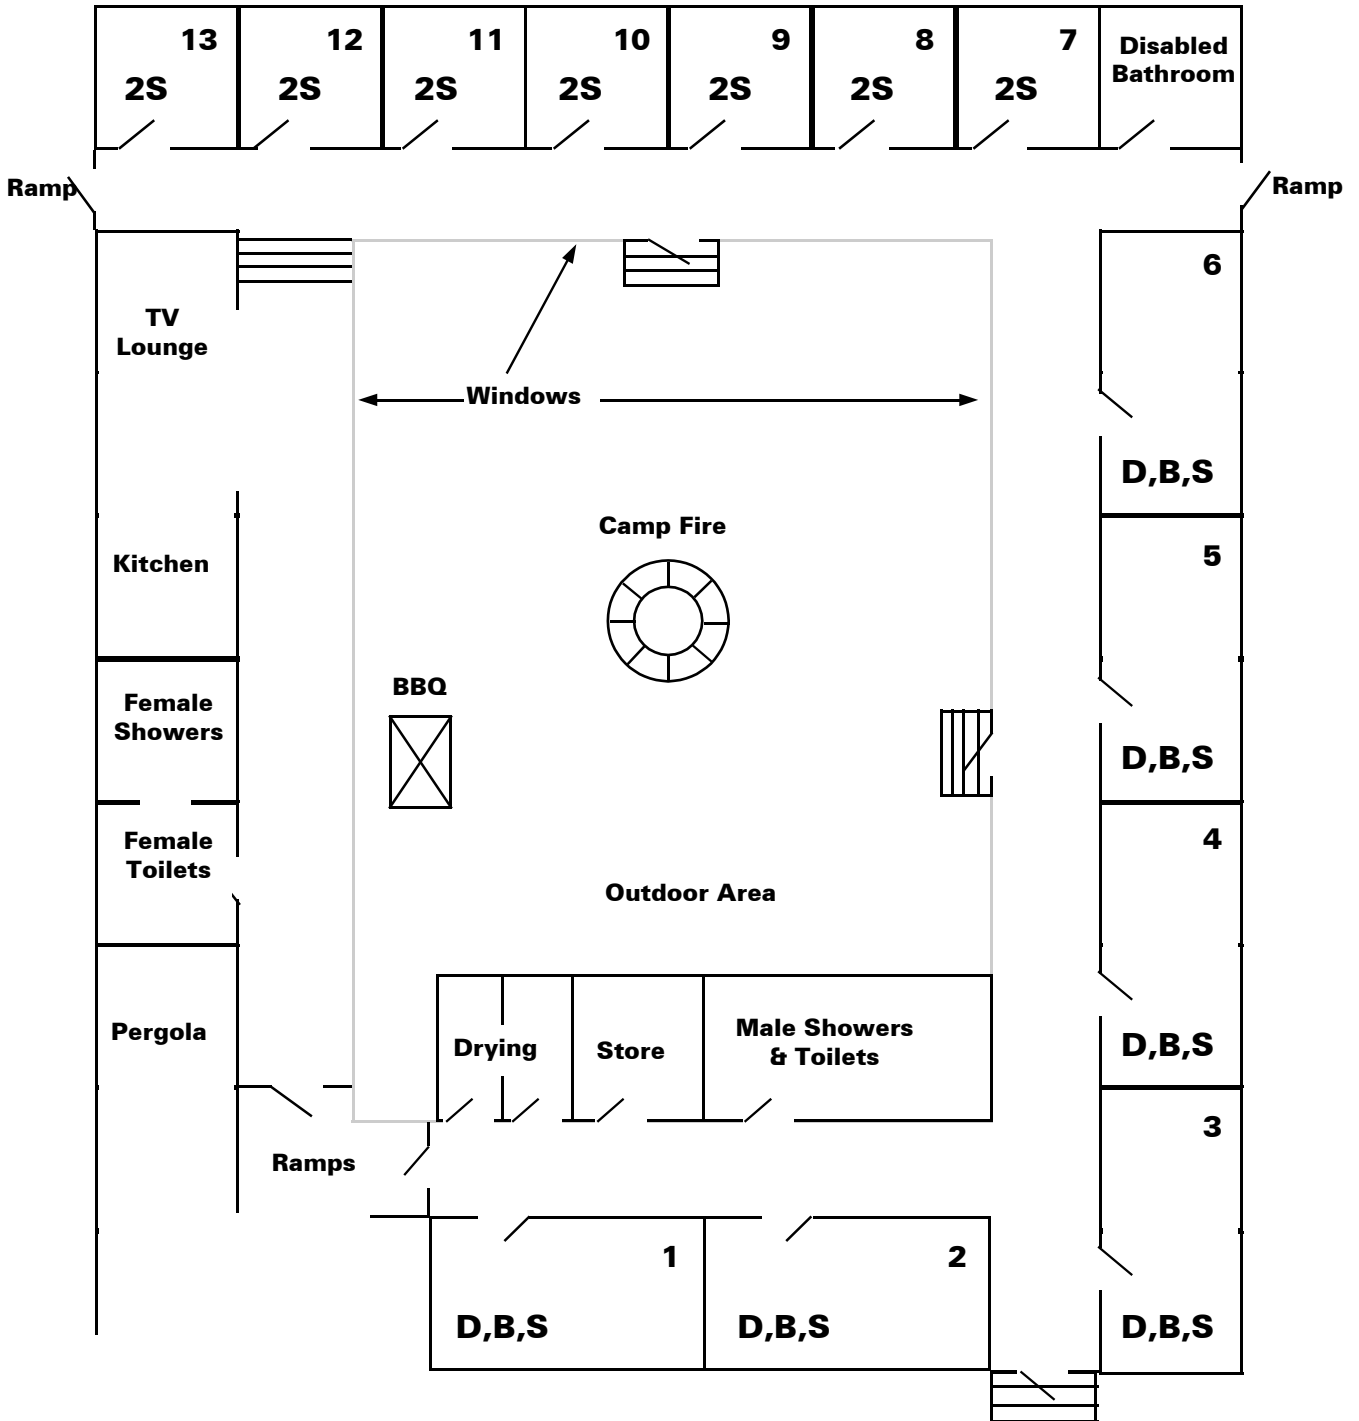 13
12
11
10
9
8
7
Disabled
Bathroom
2S
2S
2S
2S
2S
2S
2S
Ramp
Ramp
6
TV
Lounge
Windows
D,B,S
Camp Fire
5
Kitchen
BBQ
Female
Showers
D,B,S
4
Female
Toilets
Outdoor Area
Pergola
Drying
Store
Male Showers
& Toilets
D,B,S
3
Ramps
1
2
D,B,S
D,B,S
D,B,S